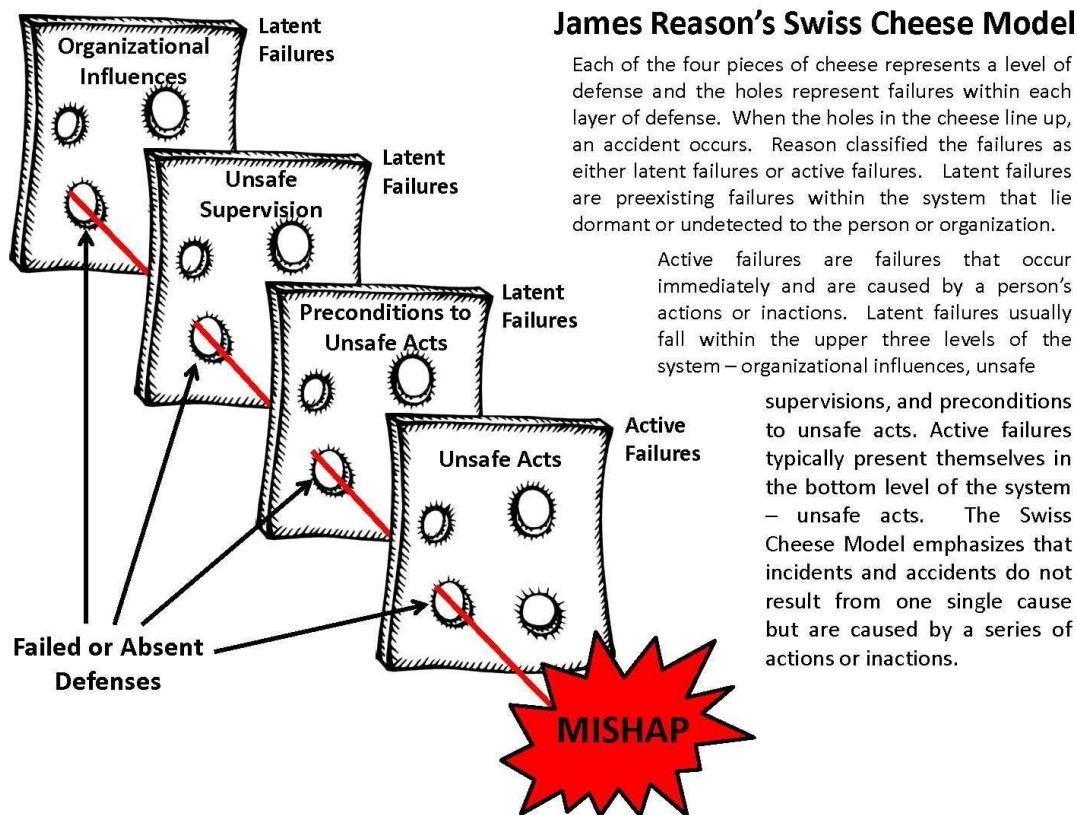 James Reason's Swiss Cheese Model
Each of the four pieces of cheese represents a level of
defense and the holes represent failures within each
layer of defense. When the holes in the cheese line up,
an accident occurs. Reason classified the failures as
either latent failures or active failures. Latent failures
are preexisting failures within the system that lie
dormant or undetected to the person or organization.
Active failures are failures that occur
immediately and are caused by a person's
actions or inactions. Latent failures usually
fall within the upper three levels of the
system – organizational influences, unsafe
supervisions, and preconditions
to unsafe acts. Active failures
typically present themselves in
the bottom level of the system
– unsafe acts. The Swiss
Cheese Model emphasizes that
incidents and accidents do not
result from one single cause
but are caused by a series of
actions or inactions.
Organizational
Influences
Latent
Failures
Unsafe
Supervision
Latent
Failures
Preconditions to
Unsafe Acts
Latent
Failures
Unsafe Acts
Active
Failures
Failed or Absent
Defenses
MISHAP